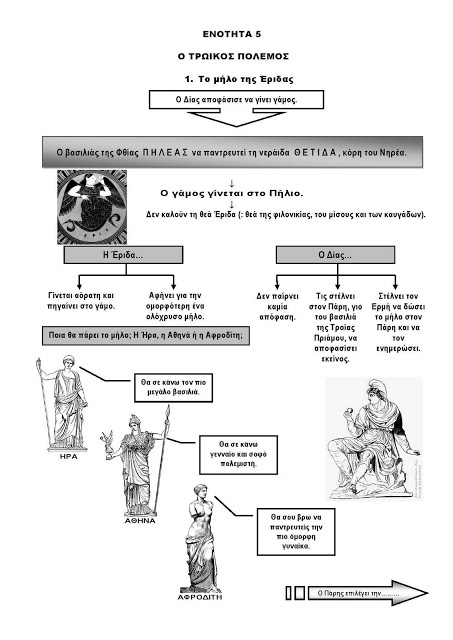 ΕΝΟΤΗΤΑ 5
Ο ΤΡΩΙΚΟΣ ΠΟΛΕΜΟΣ
1. Το μήλο της Έριδας
Ο Δίας αποφάσισε να γίνει γάμος.
Ο βασιλιάς της Φθίας Π Η Λ Ε Α Σ να παντρευτεί τη νεράιδα Θ Ε Τ Ι Δ Α , κόρη του Νηρέα.
↓
Ο γάμος γίνεται στο Πήλιο.
↓
Δεν καλούν τη θεά Έριδα (: θεά της φιλονικίας, του μίσους και των καυγάδων).
Η Έριδα…
Γίνεται αόρατη και
πηγαίνει στο γάμο.
Αφήνει για την
ομορφότερη ένα
ολόχρυσο μήλο.
Ο Δίας…
Δεν παίρνει
καμία
απόφαση.
Τις στέλνει
στον Πάρη, γιο
του βασιλιά
της Τροίας
Πριάμου, να
αποφασίσει
εκείνος.
Στέλνει τον
Ερμή να δώσει
το μήλο στον
Πάρη και να
τον
ενημερώσει.
Ποια θα πάρει το μήλο; Η Ήρα, η Αθηνά ή η Αφροδίτη;
Θα σε κάνω τον πιο
μεγάλο βασιλιά.
ΗΡΑ
Θα σε κάνω
γενναίο και σοφό
πολεμιστή.
ΑΘΗΝΑ
Θα σου βρω να
παντρευτείς την
πιο όμορφη
γυναίκα.
ΑΦΡΟΔΙΤΗ
Ο Πάρης επιλέγει την………